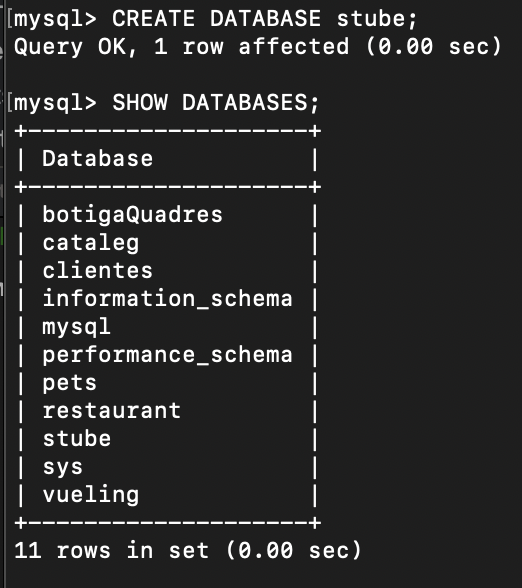 [mysql> CREATE DATABASE stube;
Query OK, 1 row affected (0.00 sec)
[mysql> SHOW DATABASES;
+--------------------+
| Database           |
+--------------------+
| botigaQuadres      |
| cataleg            |
| clientes           |
| information_schema |
| mysql              |
| performance_schema |
| pets               |
| restaurant         |
| stube              |
| sys                |
| vueling            |
+--------------------+
11 rows in set (0.00 sec)